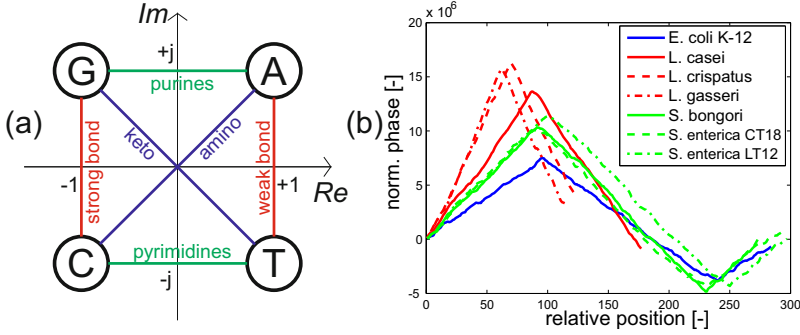 (a)
Im
+j
G
A
purines
keto
amino
strong bond
weak bond
-1
+1
Re
pyrimidines
C
T
-j
(b)
20 x 10⁶
15
10
5
0
-5
norm. phase [-]
0 50 100 150 200 250 300
relative position [-]
E. coli K-12
L. casei
L. crispatus
L. gasseri
S. bongori
S. enterica CT18
S. enterica LT12